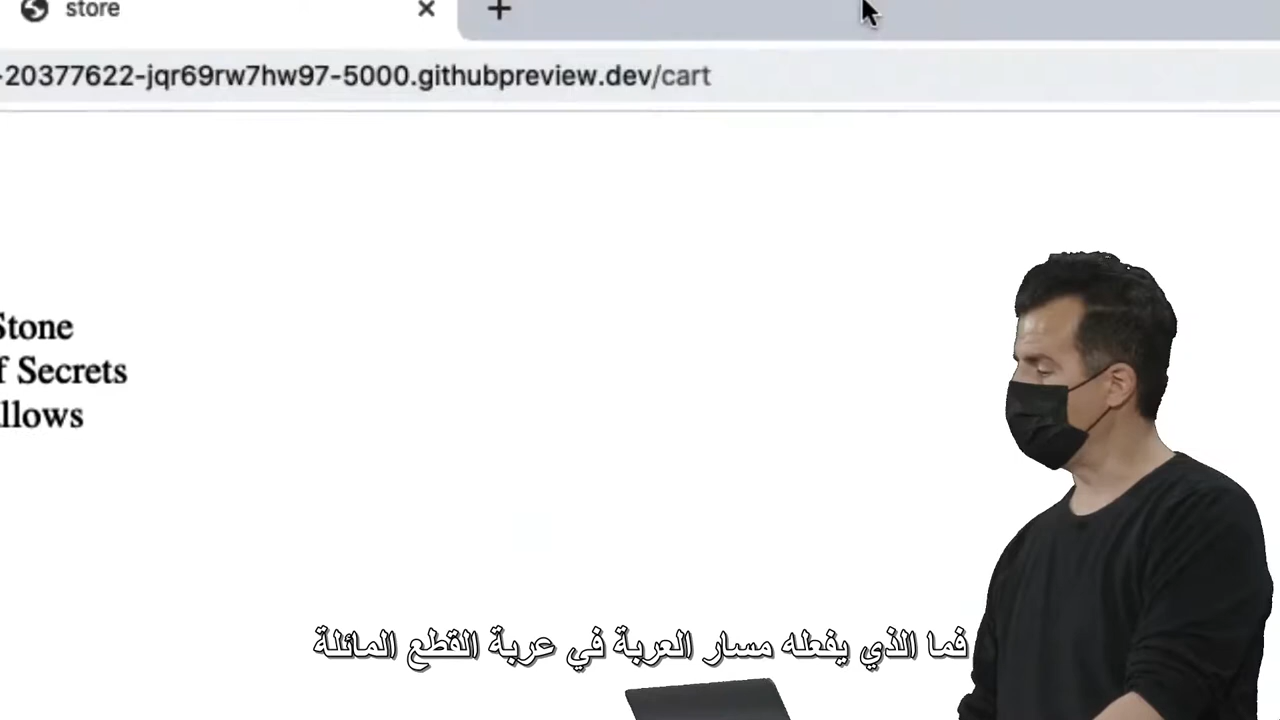 store
-20377622-jqr69rw7hw97-5000.githubpreview.dev/cart
Stone
f Secrets
llows
فما الذي يفعله مسار العربة في عربة القطع المائلة